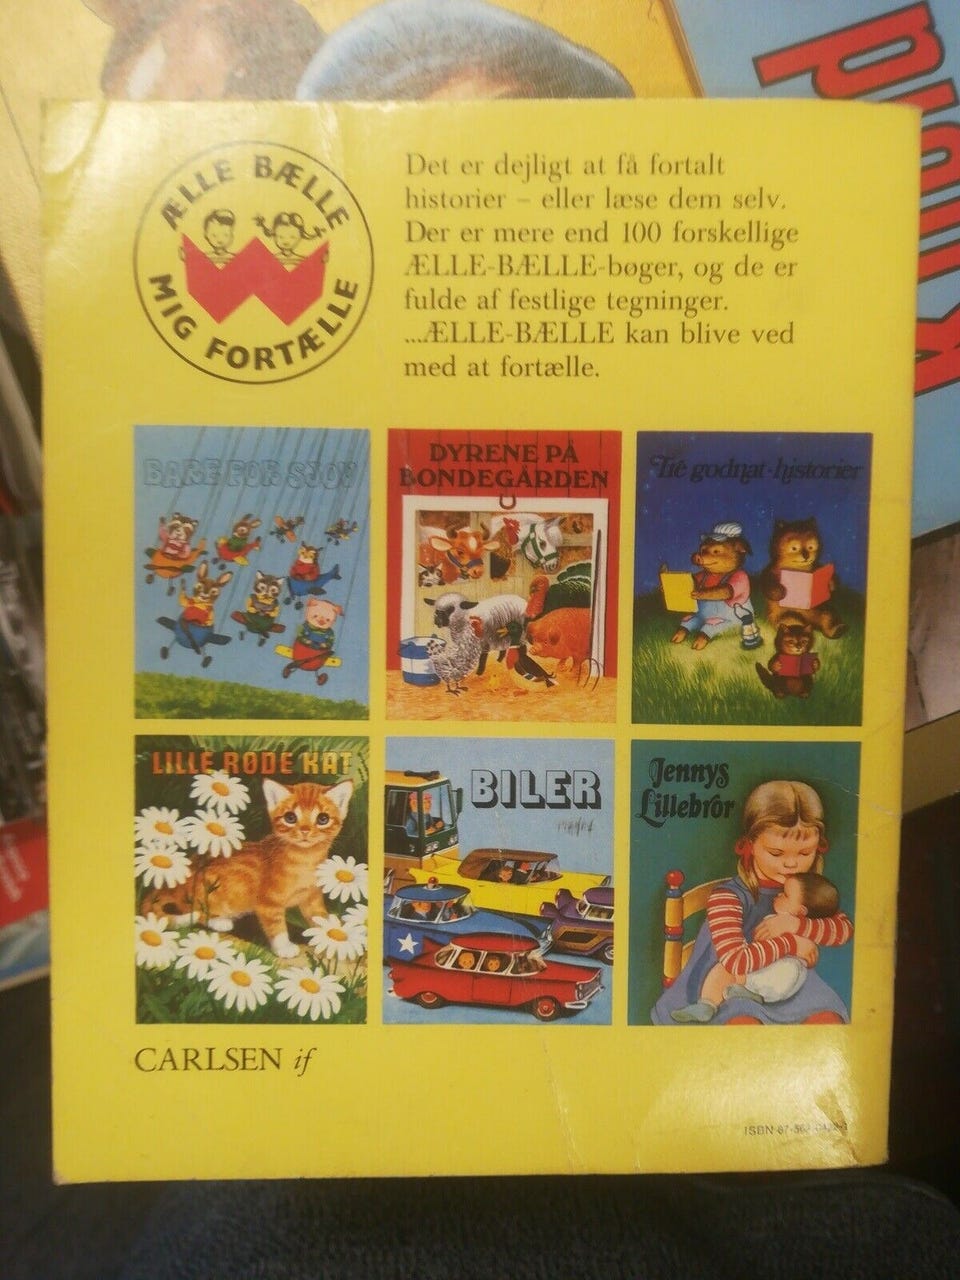 ÆLLE BÆLLE
MIG FORTÆLLE
Det er dejligt at få fortalt
historier – eller læse dem selv.
Der er mere end 100 forskellige
ÆLLE-BÆLLE-bøger, og de er
fulde af festlige tegninger.
...ÆLLE-BÆLLE kan blive ved
med at fortælle.
BARE FOR SJOV
DYRENE PÅ
BONDEGÅRDEN
Tre godnat-historier
LILLE RØDE KAT
BILER
Jennys
Lillebror
CARLSEN if
ISBN